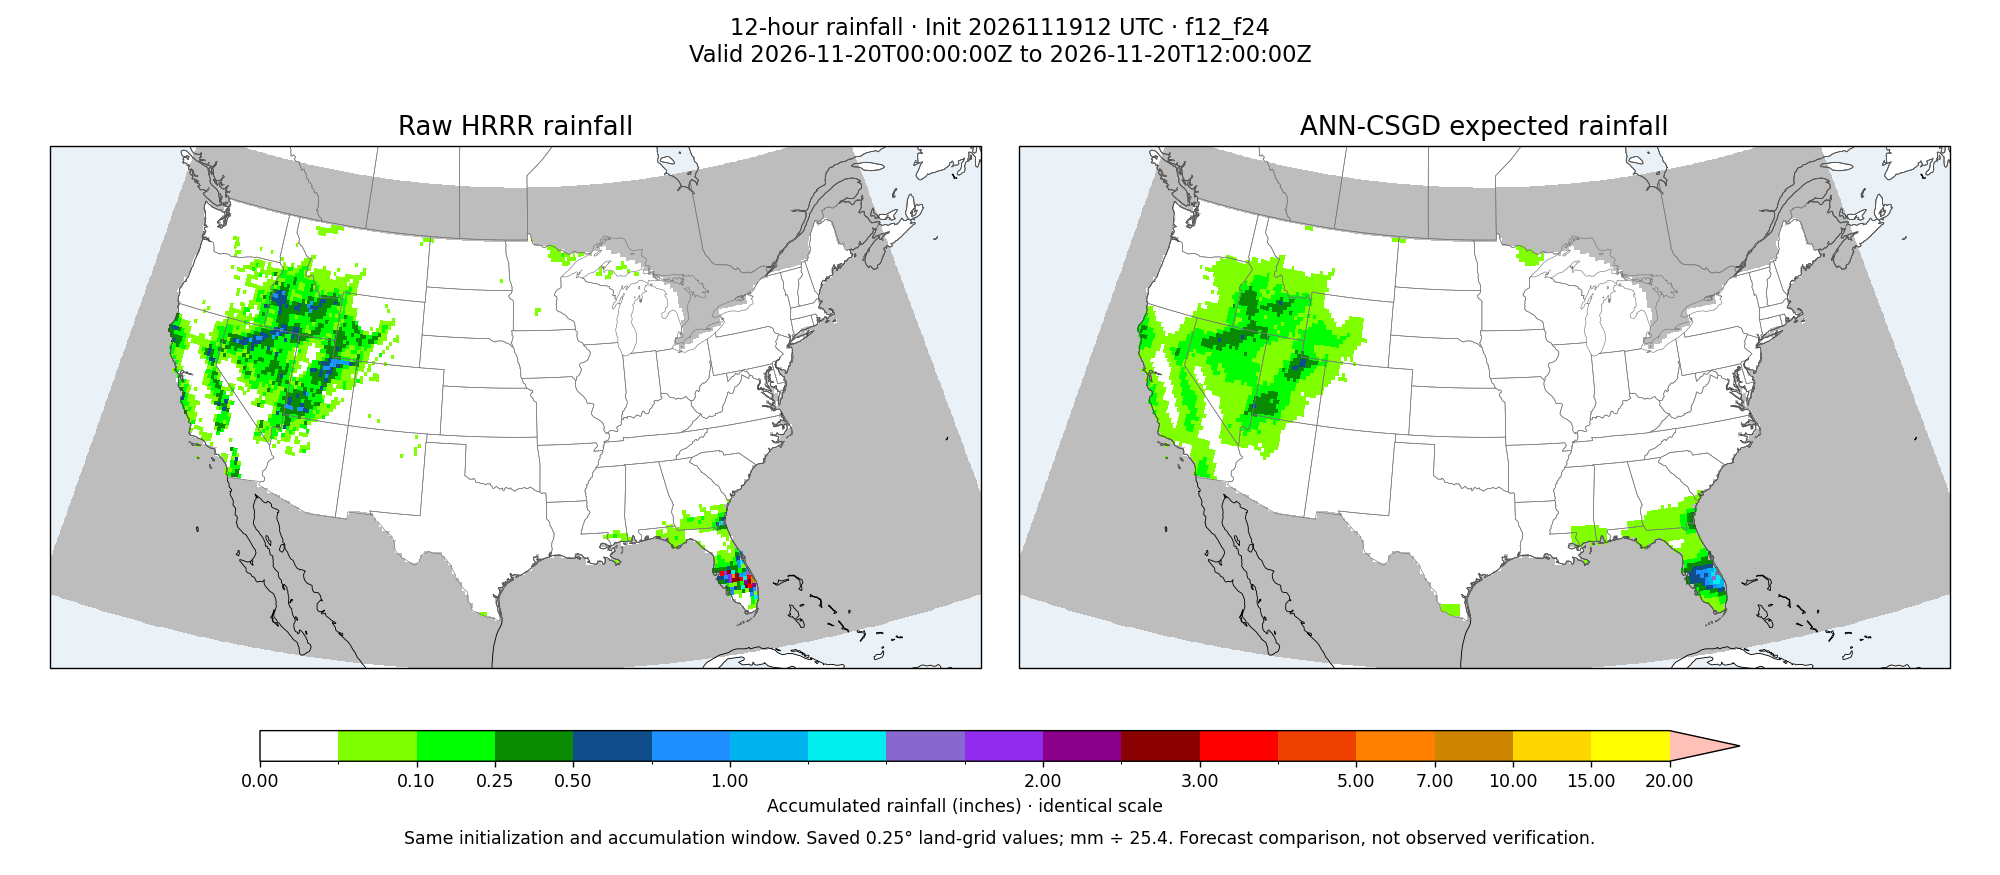 12-hour rainfall · Init 2026111912 UTC · f12_f24
Valid 2026-11-20T00:00:00Z to 2026-11-20T12:00:00Z
Raw HRRR rainfall
ANN-CSGD expected rainfall
0.00 0.10 0.25 0.50 1.00 2.00 3.00 5.00 7.00 10.00 15.00 20.00
Accumulated rainfall (inches) · identical scale
Same initialization and accumulation window. Saved 0.25° land-grid values; mm ÷ 25.4. Forecast comparison, not observed verification.